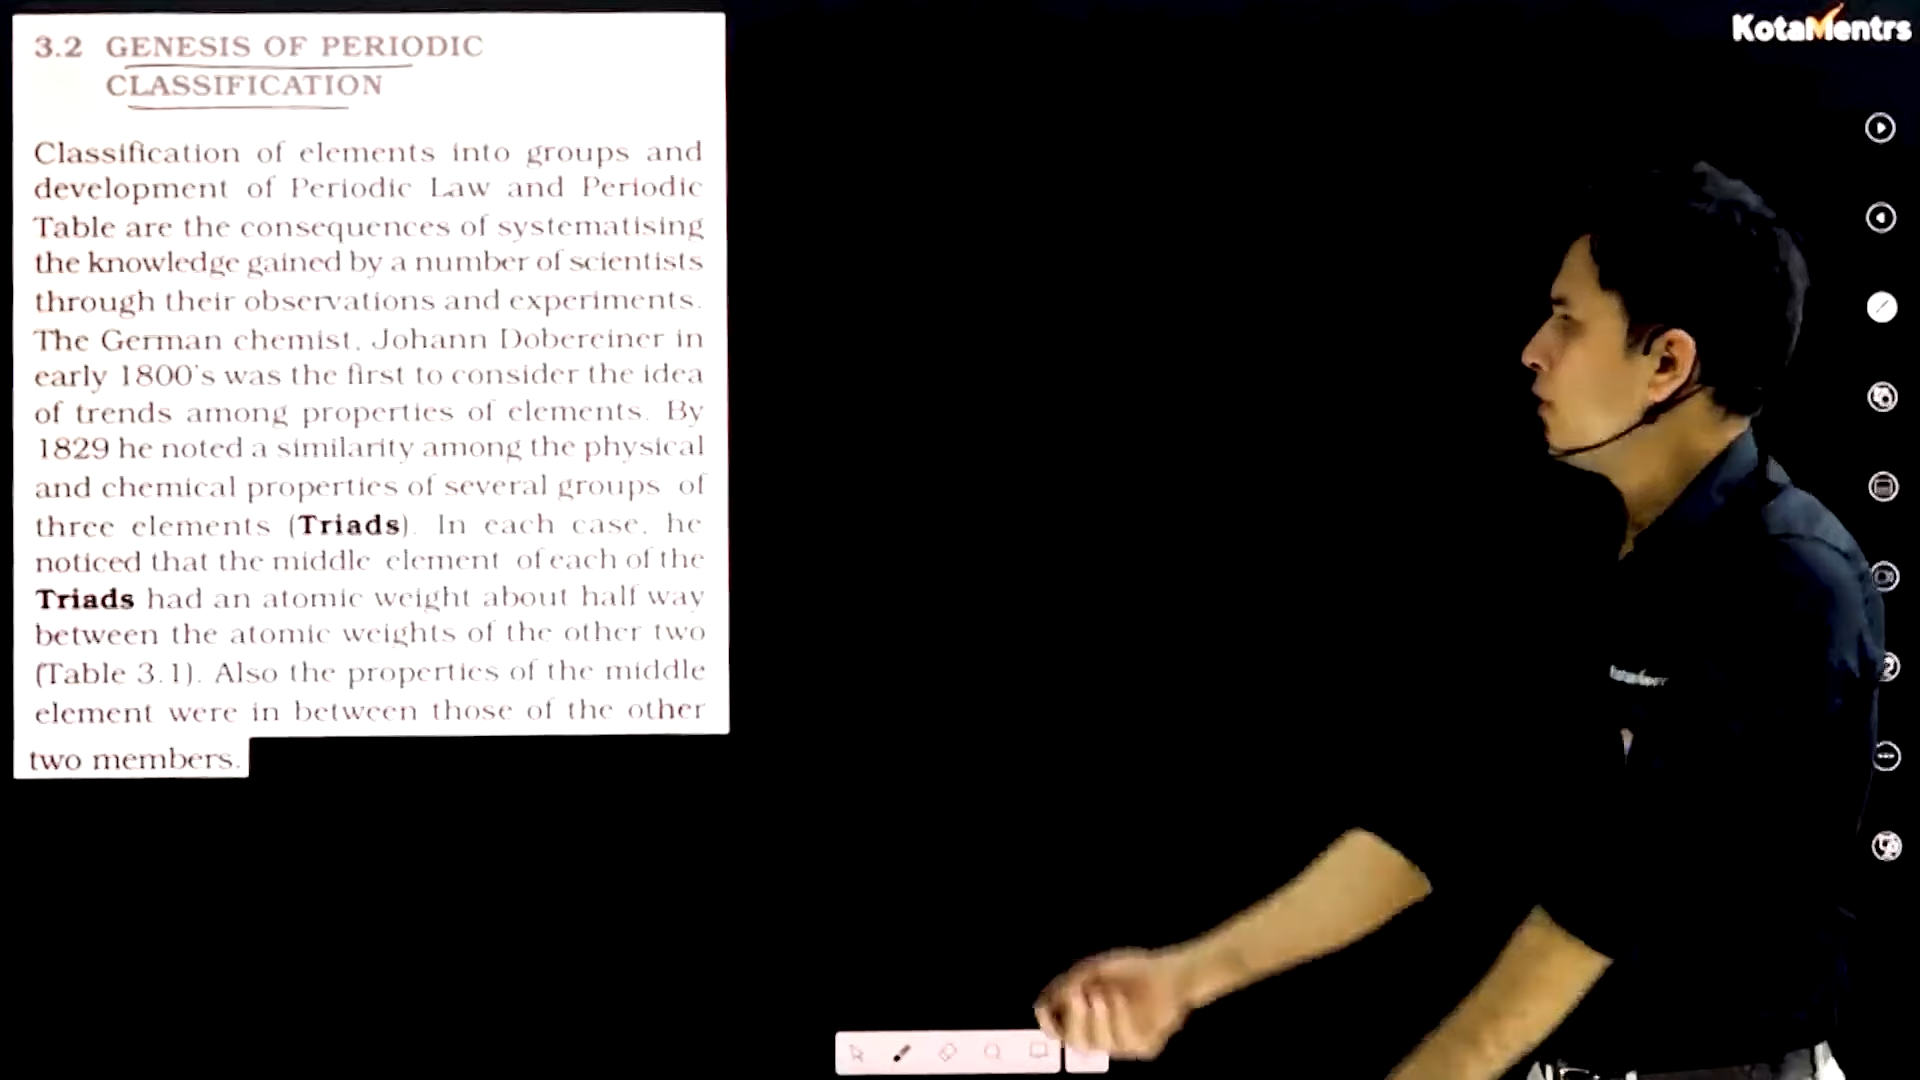 3.2 GENESIS OF PERIODIC
CLASSIFICATION
Classification of elements into groups and
development of Periodic Law and Periodic
Table are the consequences of systematising
the knowledge gained by a number of scientists
through their observations and experiments.
The German chemist, Johann Dobereiner in
early 1800's was the first to consider the idea
of trends among properties of elements. By
1829 he noted a similarity among the physical
and chemical properties of several groups of
three elements (Triads). In each case, he
noticed that the middle element of each of the
Triads had an atomic weight about half way
between the atomic weights of the other two
(Table 3.1). Also the properties of the middle
element were in between those of the other
two members.
KotaMentrs